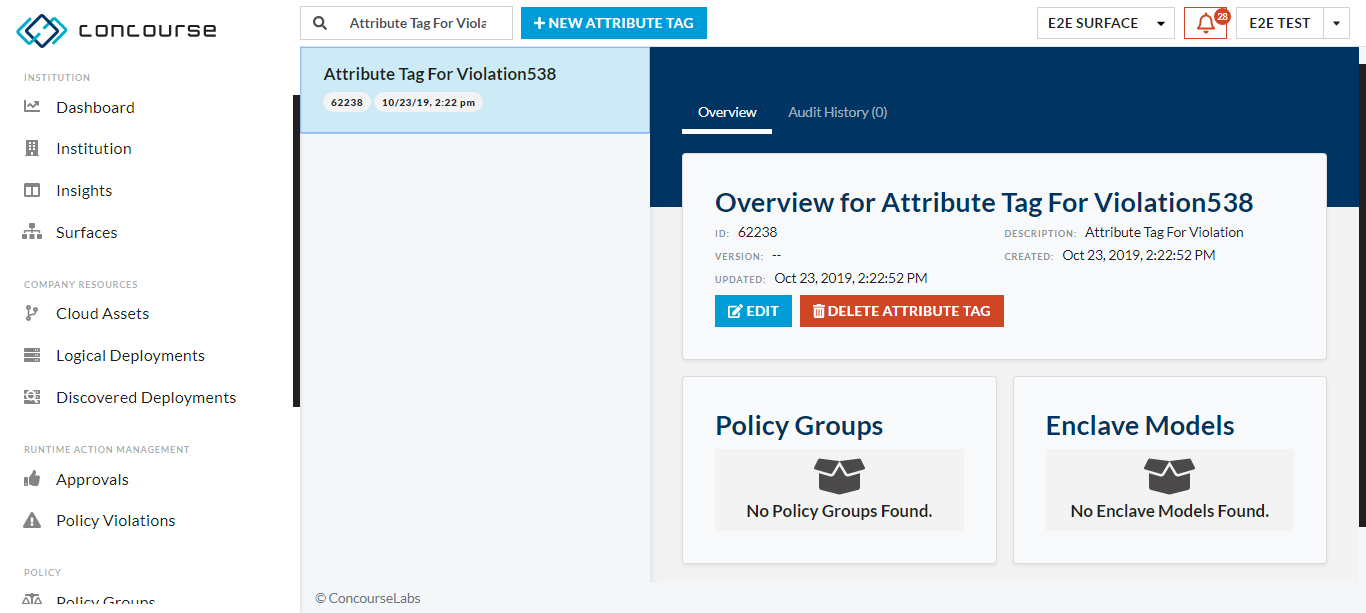 concourse
Attribute Tag For Viola
NEW ATTRIBUTE TAG
E2E SURFACE
28
E2E TEST
INSTITUTION
Dashboard
Institution
Insights
Surfaces
COMPANY RESOURCES
Cloud Assets
Logical Deployments
Discovered Deployments
RUNTIME ACTION MANAGEMENT
Approvals
Policy Violations
POLICY
Policy Groups
Attribute Tag For Violation538
62238 10/23/19, 2:22 pm
Overview Audit History (0)
Overview for Attribute Tag For Violation538
ID: 62238
DESCRIPTION: Attribute Tag For Violation
VERSION: --
CREATED: Oct 23, 2019, 2:22:52 PM
UPDATED: Oct 23, 2019, 2:22:52 PM
EDIT DELETE ATTRIBUTE TAG
Policy Groups
No Policy Groups Found.
Enclave Models
No Enclave Models Found.
© ConcourseLabs